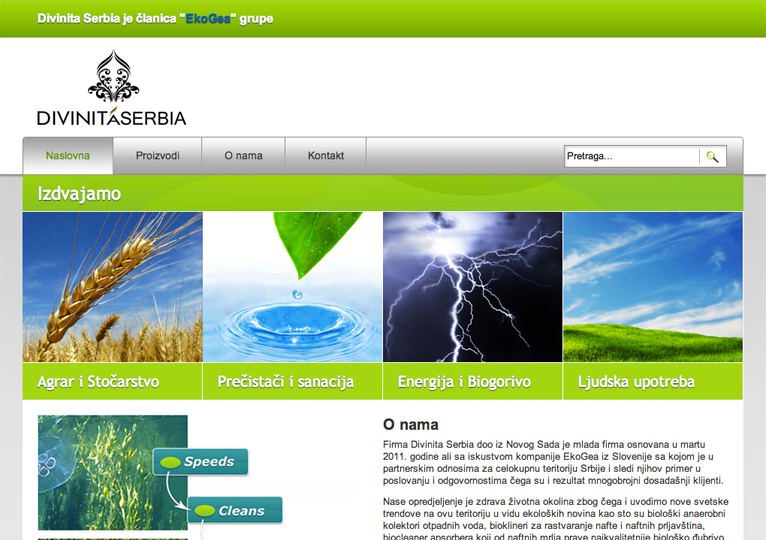 Divinita Serbia je članica "EkoGea" grupe
DIVINITASERBIA
Naslovna
Proizvodi
O nama
Kontakt
Pretraga...
Izdvajamo
Agrar i Stočarstvo
Prečistači i sanacija
Energija i Biogorivo
Ljudska upotreba
Speeds
Cleans
O nama
Firma Divinita Serbia doo iz Novog Sada je mlada firma osnovana u martu
2011. godine ali sa iskustvom kompanije EkoGea iz Slovenije sa kojom je u
partnerskim odnosima za celokupnu teritoriju Srbije i sledi njihov primer u
poslovanju i odgovornostima čega su i rezultat mnogobrojni dosadašnji klijenti.
Nase opredjeljenje je zdrava životna okolina zbog čega i uvodimo nove svetske
trendove na ovu teritoriju u vidu ekoloških novina kao sto su biološki anaerobni
kolektori otpadnih voda, bioklineri za rastvaranje nafte i naftnih prljavština,
biocleaner apsorbera koji od naftnih mrlja prave najkvalitetnije biološko đubrivo